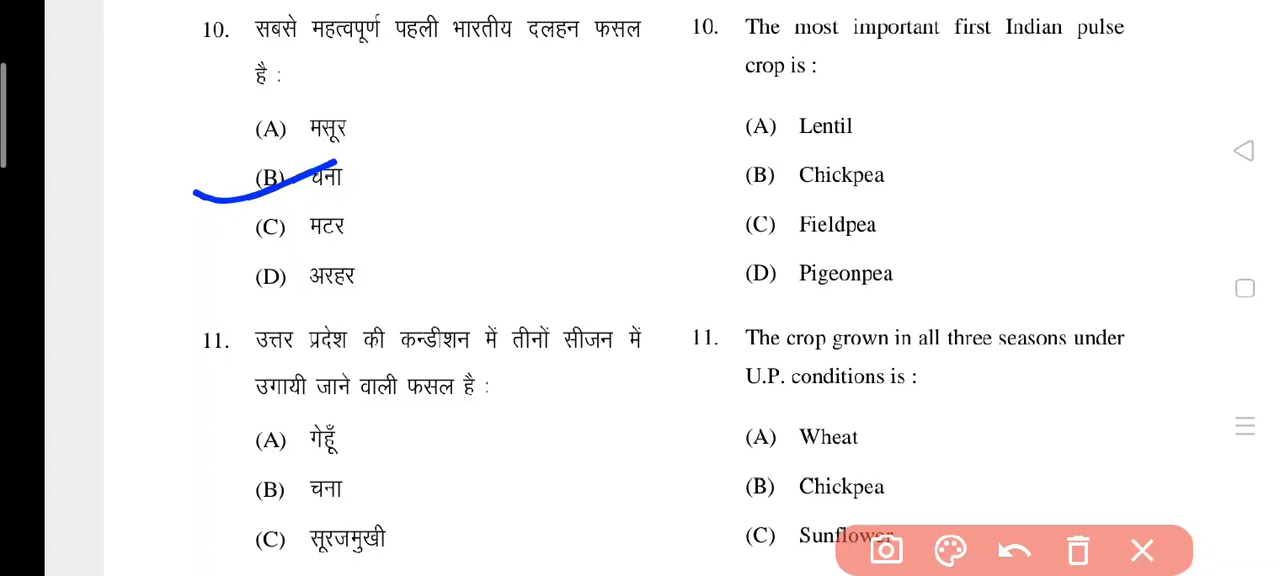 10. सबसे महत्वपूर्ण पहली भारतीय दलहन फसल
है :
(A) मसूर
(B) चना
(C) मटर
(D) अरहर
11. उत्तर प्रदेश की कन्डीशन में तीनों सीजन में
उगायी जाने वाली फसल है :
(A) गेहूँ
(B) चना
(C) सूरजमुखी
10. The most important first Indian pulse
crop is :
(A) Lentil
(B) Chickpea
(C) Fieldpea
(D) Pigeonpea
11. The crop grown in all three seasons under
U.P. conditions is :
(A) Wheat
(B) Chickpea
(C) Sunflower